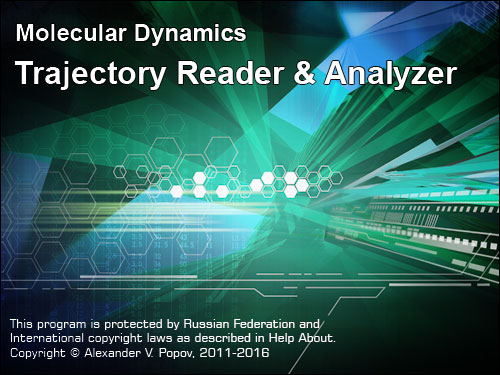 Molecular Dynamics
Trajectory Reader & Analyzer
This program is protected by Russian Federation and
International copyright laws as described in Help About.
Copyright © Alexander V. Popov, 2011-2016